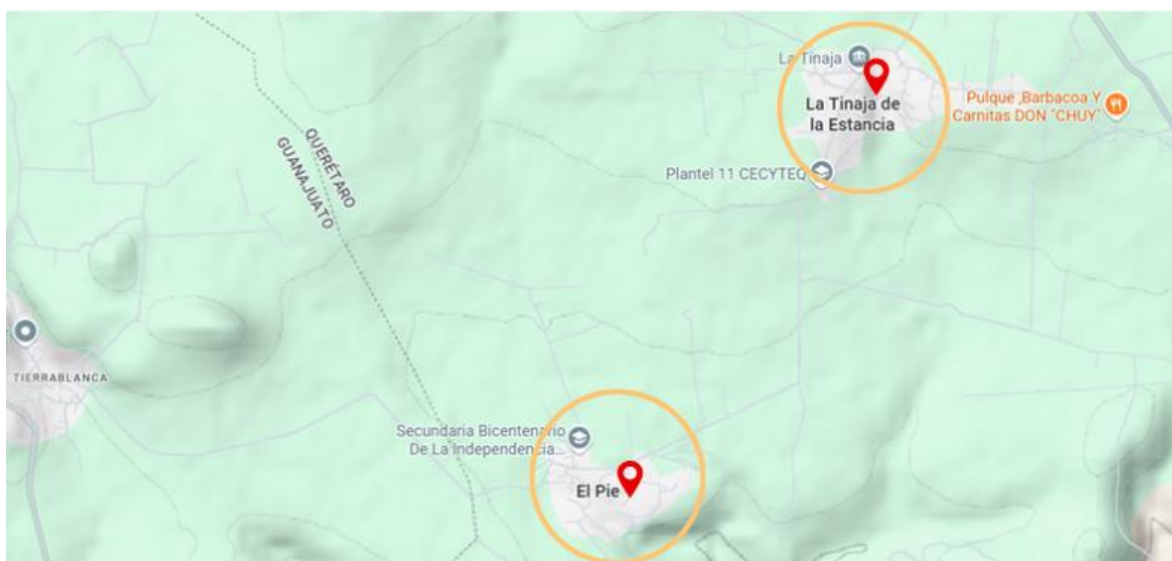 La Tinaja
La Tinaja de
la Estancia
Pulque ,Barbacoa Y
Carnitas DON "CHUY"
Plantel 11 CECYTEQ
QUERÉTARO
GUANAJUATO
TIERRABLANCA
Secundaria Bicentenario
De La Independencia...
El Pie